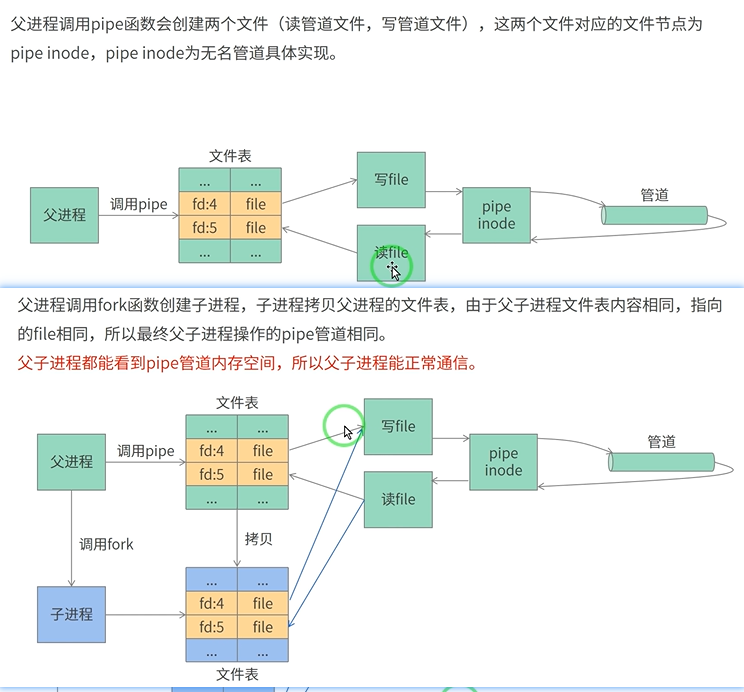 父进程调用pipe函数会创建两个文件（读管道文件，写管道文件），这两个文件对应的文件节点为
pipe inode，pipe inode为无名管道具体实现。
文件表
父进程
调用pipe
... ...
fd:4 file
fd:5 file
... ...
写file
读file
pipe
inode
管道
父进程调用fork函数创建子进程，子进程拷贝父进程的文件表，由于父子进程文件表内容相同，指向
的file相同，所以最终父子进程操作的pipe管道相同。
父子进程都能看到pipe管道内存空间，所以父子进程能正常通信。
文件表
父进程
调用pipe
... ...
fd:4 file
fd:5 file
... ...
写file
读file
pipe
inode
管道
调用fork
拷贝
子进程
... ...
fd:4 file
fd:5 file
... ...
文件表